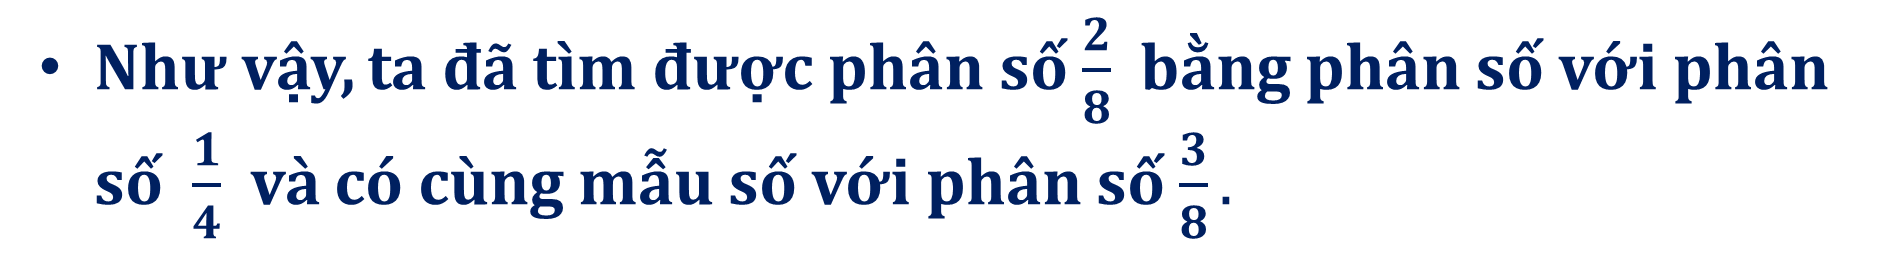 • Như vậy, ta đã tìm được phân số 2/8 bằng phân số với phân
số 1/4 và có cùng mẫu số với phân số 3/8 .